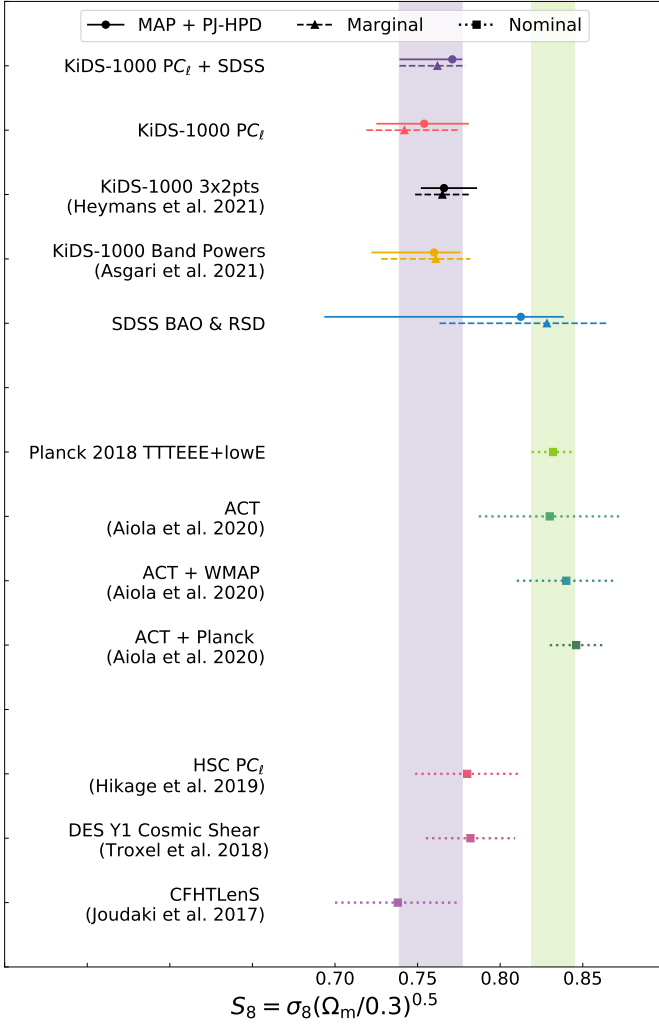 MAP + PJ-HPD Marginal Nominal
KiDS-1000 PCℓ + SDSS
KiDS-1000 PCℓ
KiDS-1000 3x2pts
(Heymans et al. 2021)
KiDS-1000 Band Powers
(Asgari et al. 2021)
SDSS BAO & RSD
Planck 2018 TTTEEE+lowE
ACT
(Aiola et al. 2020)
ACT + WMAP
(Aiola et al. 2020)
ACT + Planck
(Aiola et al. 2020)
HSC PCℓ
(Hikage et al. 2019)
DES Y1 Cosmic Shear
(Troxel et al. 2018)
CFHTLenS
(Joudaki et al. 2017)
0.70 0.75 0.80 0.85
S₈ = σ₈(Ωₘ/0.3)⁰·⁵